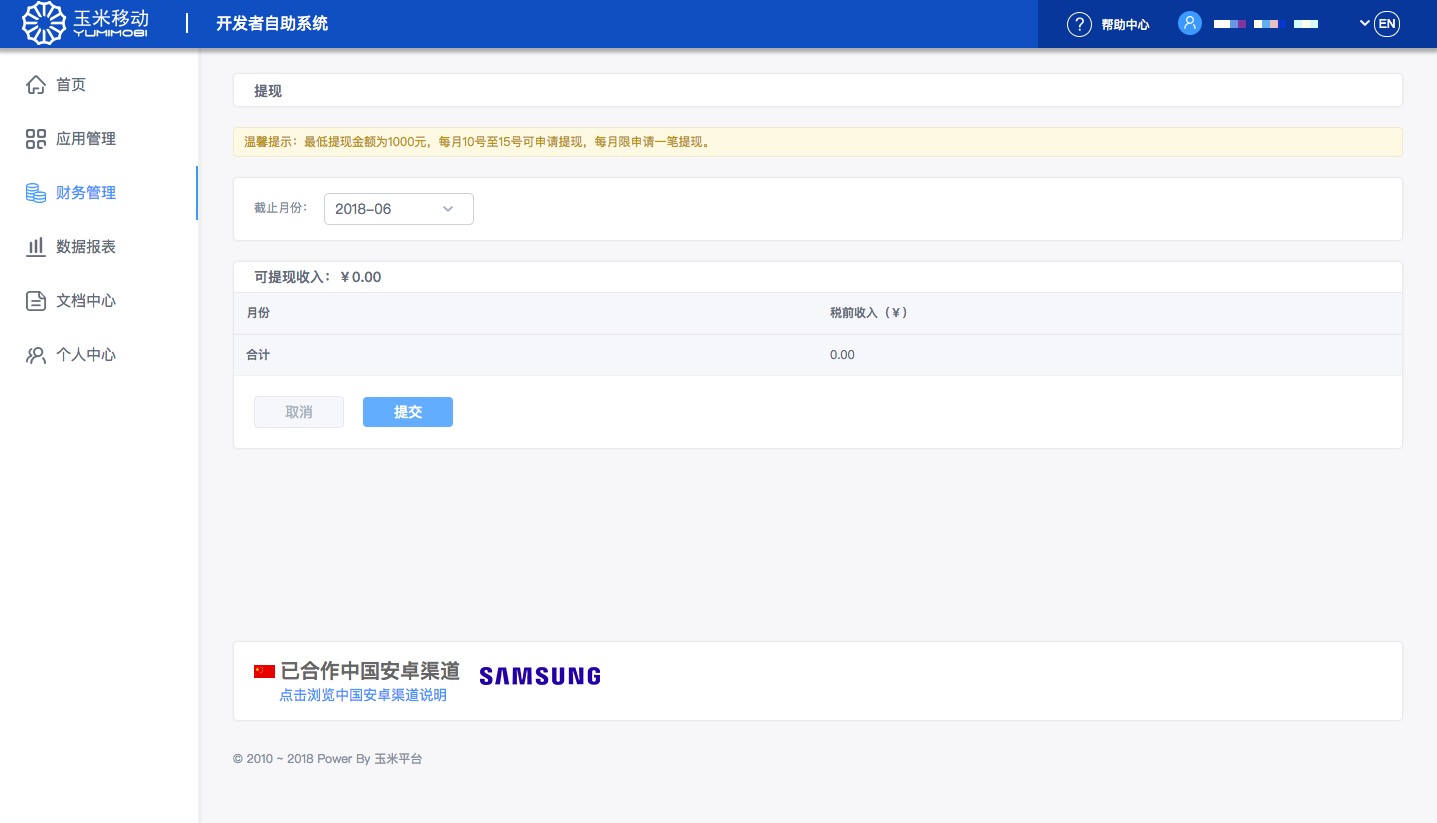 玉米移动
YUMIMOBI
开发者自助系统
?
帮助中心
EN
首页
应用管理
财务管理
数据报表
文档中心
个人中心
提现
温馨提示：最低提现金额为1000元，每月10号至15号可申请提现，每月限申请一笔提现。
截止月份：
2018-06
可提现收入：¥0.00
月份
税前收入（¥）
合计
0.00
取消
提交
已合作中国安卓渠道
SAMSUNG
点击浏览中国安卓渠道说明
© 2010 ~ 2018 Power By 玉米平台